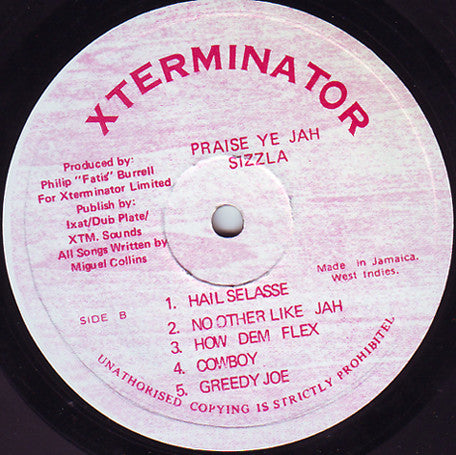 XTERMINATOR
PRAISE YE JAH
SIZZLA
Produced by:
Philip "Fatis" Burrell
For Xterminator Limited
Publish by:
Ixat/Dub Plate/
XTM. Sounds
All Songs Written by
Miguel Collins
Made in Jamaica,
West Indies.
SIDE B
1. HAIL SELASSE
2. NO OTHER LIKE JAH
3. HOW DEM FLEX
4. COWBOY
5. GREEDY JOE
UNATHORISED COPYING IS STRICTLY PROHIBITEL